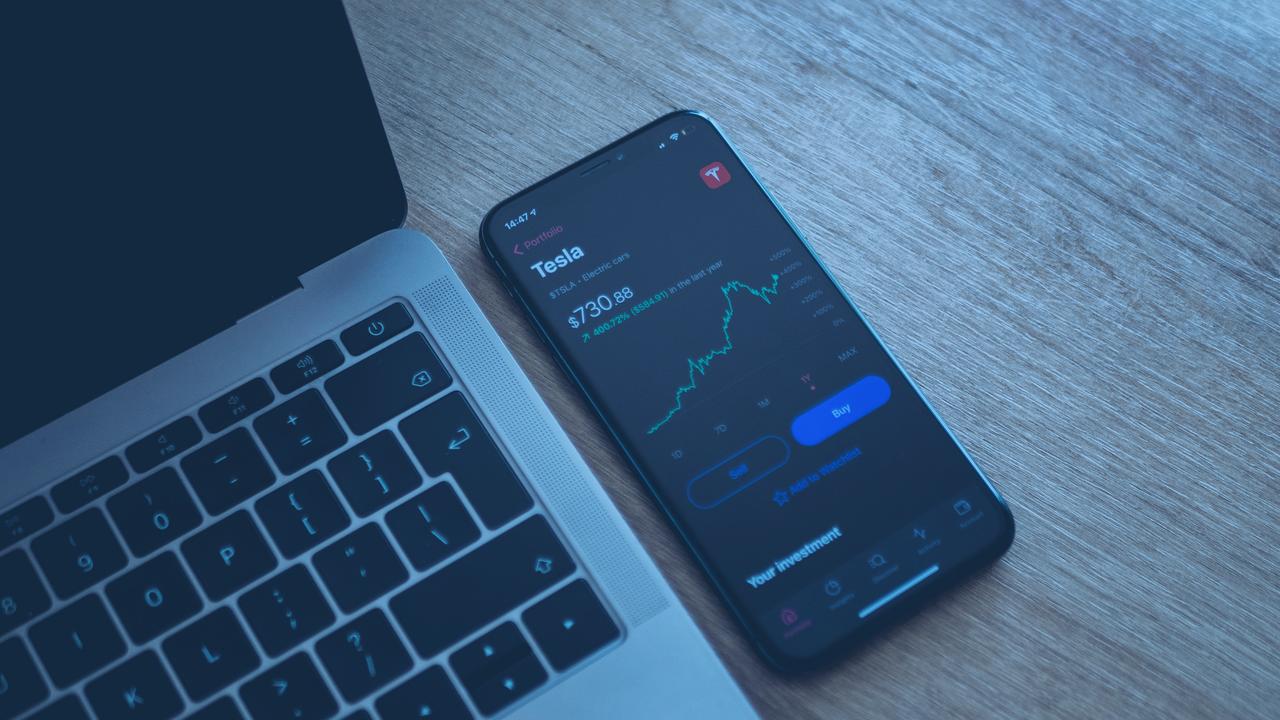 14:47
Portfolio
Tesla
$TSLA • Electric cars
$730.88
400.72% ($584.91) in the last year
+500%
+400%
+300%
+200%
+100%
0%
1D 7D 1M 1Y MAX
Sell Buy
Add to Watchlist
Your investment
Insights
F12
F11
F10
+
=
_
-
)
0
(
9
8
}
]
{
[
P
O
I
|
\
"
'
:
;
L
K
?
/
>